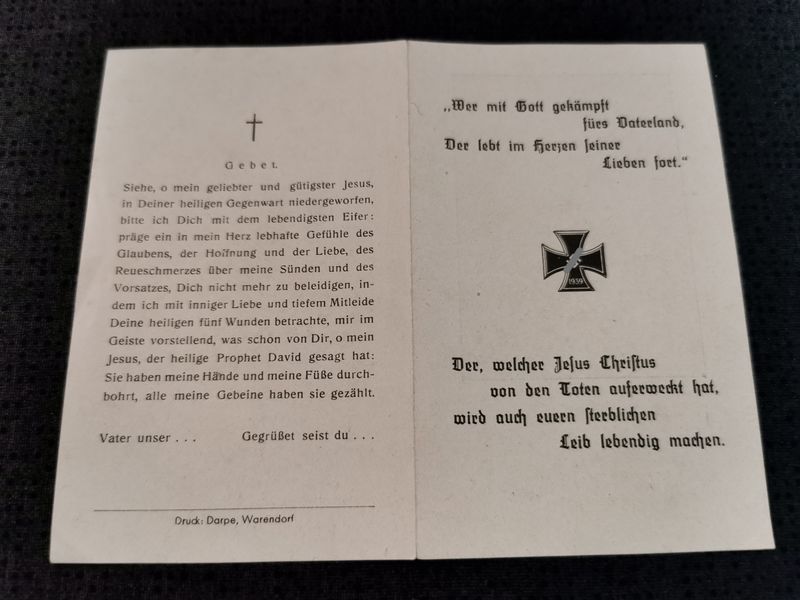 Gebet.
Siehe, o mein geliebter und gütigster Jesus,
in Deiner heiligen Gegenwart niedergeworfen,
bitte ich Dich mit dem lebendigsten Eifer:
präge ein in mein Herz lebhafte Gefühle des
Glaubens, der Hoffnung und der Liebe, des
Reueschmerzes über meine Sünden und des
Vorsatzes, Dich nicht mehr zu beleidigen, in-
dem ich mit inniger Liebe und tiefem Mitleide
Deine heiligen fünf Wunden betrachte, mir im
Geiste vorstellend, was schon von Dir, o mein
Jesus, der heilige Prophet David gesagt hat:
Sie haben meine Hände und meine Füße durch-
bohrt, alle meine Gebeine haben sie gezählt.
Vater unser . . . Gegrüßet seist du . . .
Druck: Darpe, Warendorf
„Wer mit Gott gekämpft
fürs Vaterland,
Der lebt im Herzen seiner
Lieben fort.“
1939
Der, welcher Jesus Christus
von den Toten auferweckt hat,
wird auch euern sterblichen
Leib lebendig machen.